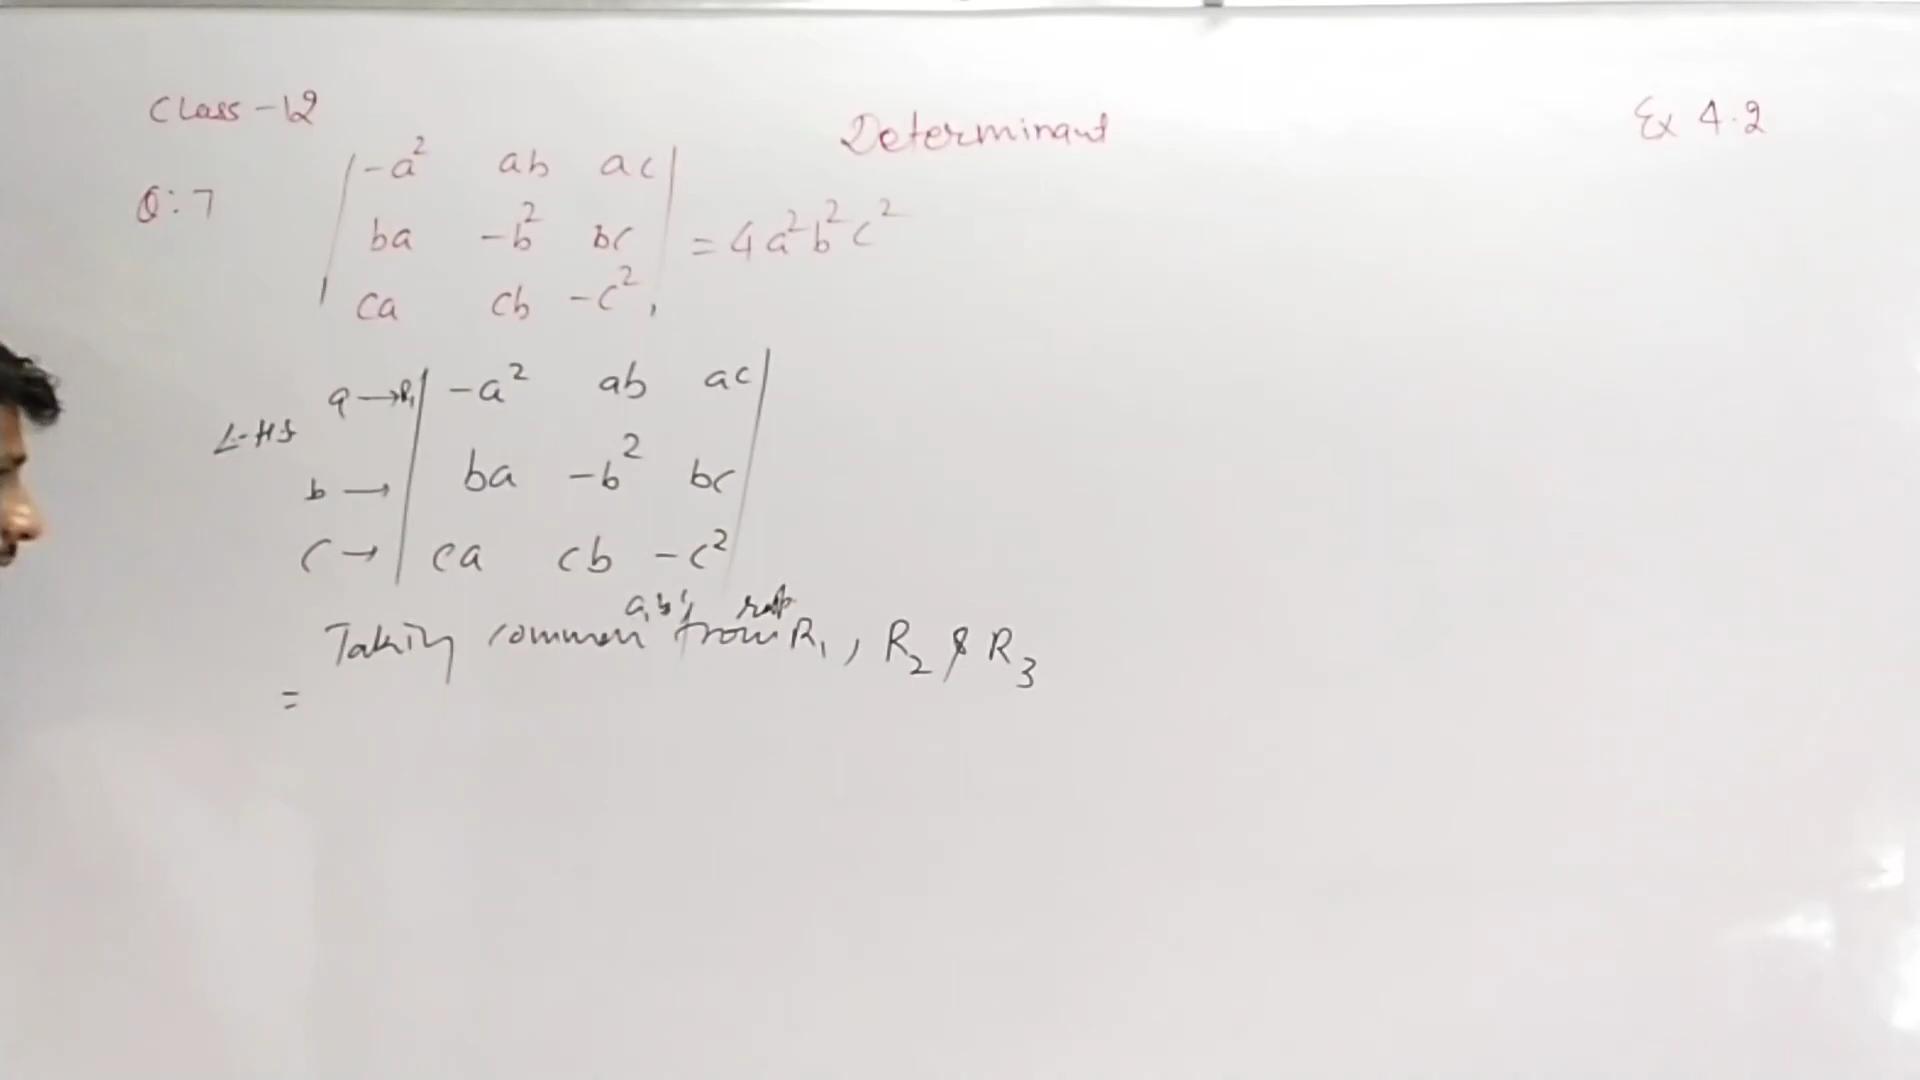 Class-12
Determinant
Ex 4.2
Q:7
-a² ab ac
ba -b² bc = 4a²b²c²
ca cb -c²
a→R₁ | -a² ab ac |
L-HS
b→ | ba -b² bc |
c→ | ca cb -c² |
a, b, c
Taking common from R₁, R₂ & R₃
=